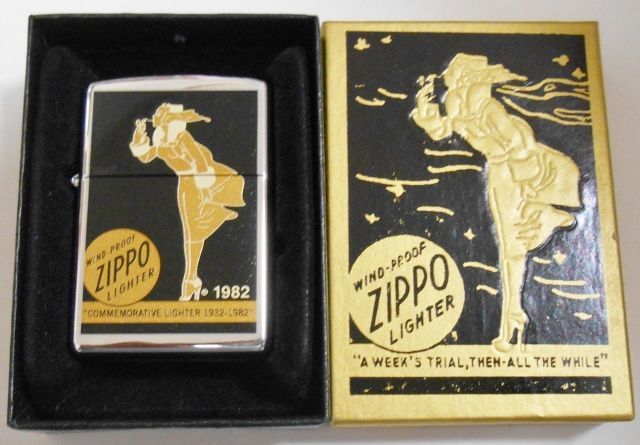 WIND-PROOF
ZIPPO
LIGHTER
® 1982
"COMMEMORATIVE LIGHTER 1932-1982"
WIND-PROOF
ZIPPO
LIGHTER
"A WEEK'S TRIAL, THEN-ALL THE WHILE"